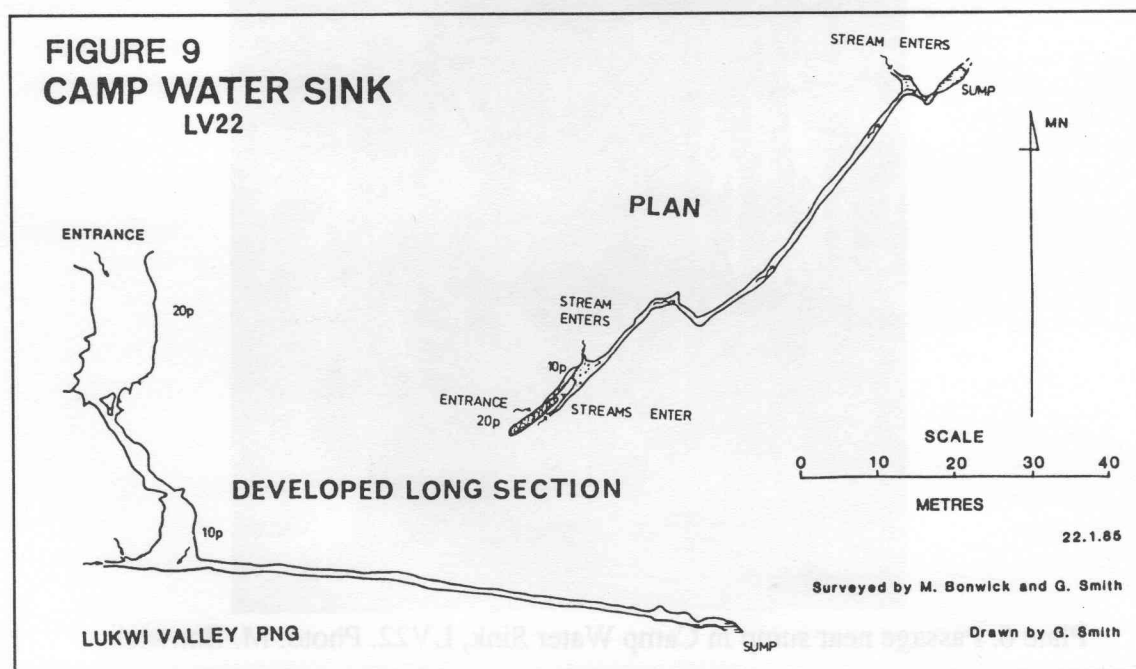 FIGURE 9
CAMP WATER SINK
LV22
STREAM ENTERS
SUMP
MN
PLAN
ENTRANCE
20p
STREAM
ENTERS
10p
ENTRANCE
20p
STREAMS ENTER
SCALE
0 10 20 30 40
METRES
DEVELOPED LONG SECTION
10p
22.1.85
Surveyed by M. Bonwick and G. Smith
Drawn by G. Smith
LUKWI VALLEY PNG
SUMP